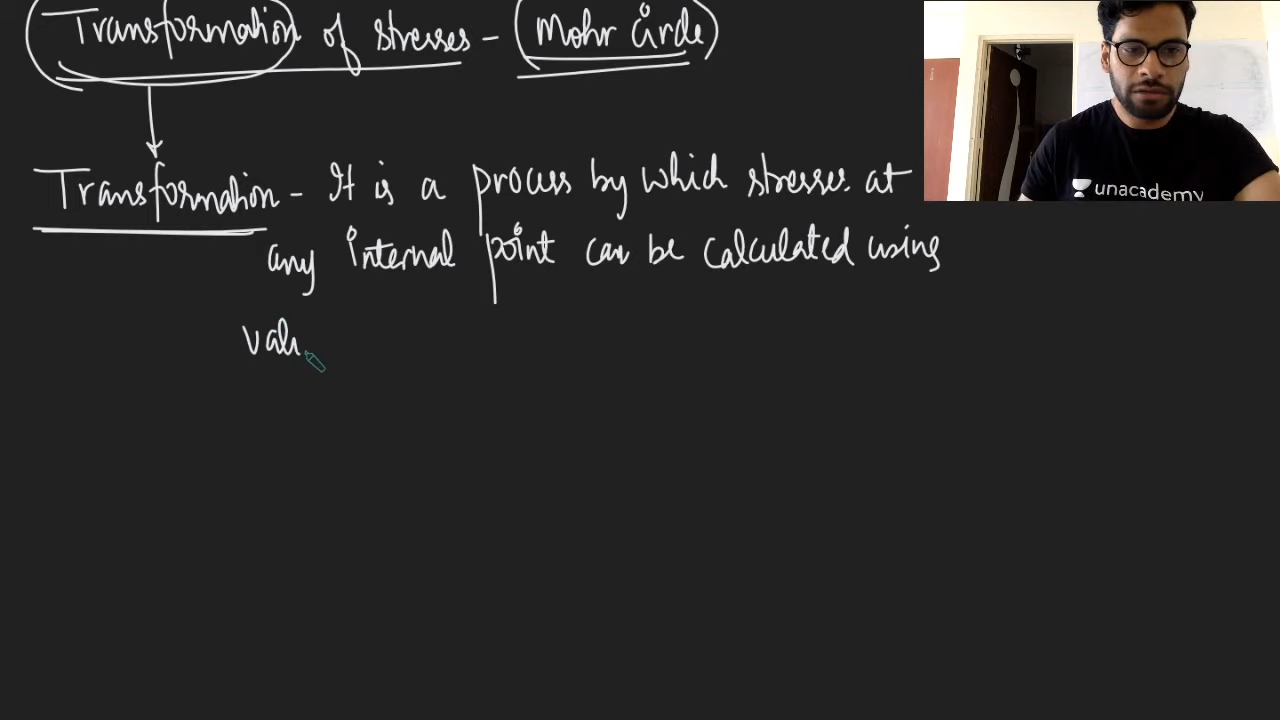 Transformation of stresses - Mohr Circle
Transformation - It is a process by which stresses at
any internal point can be calculated using
valu
unacademy